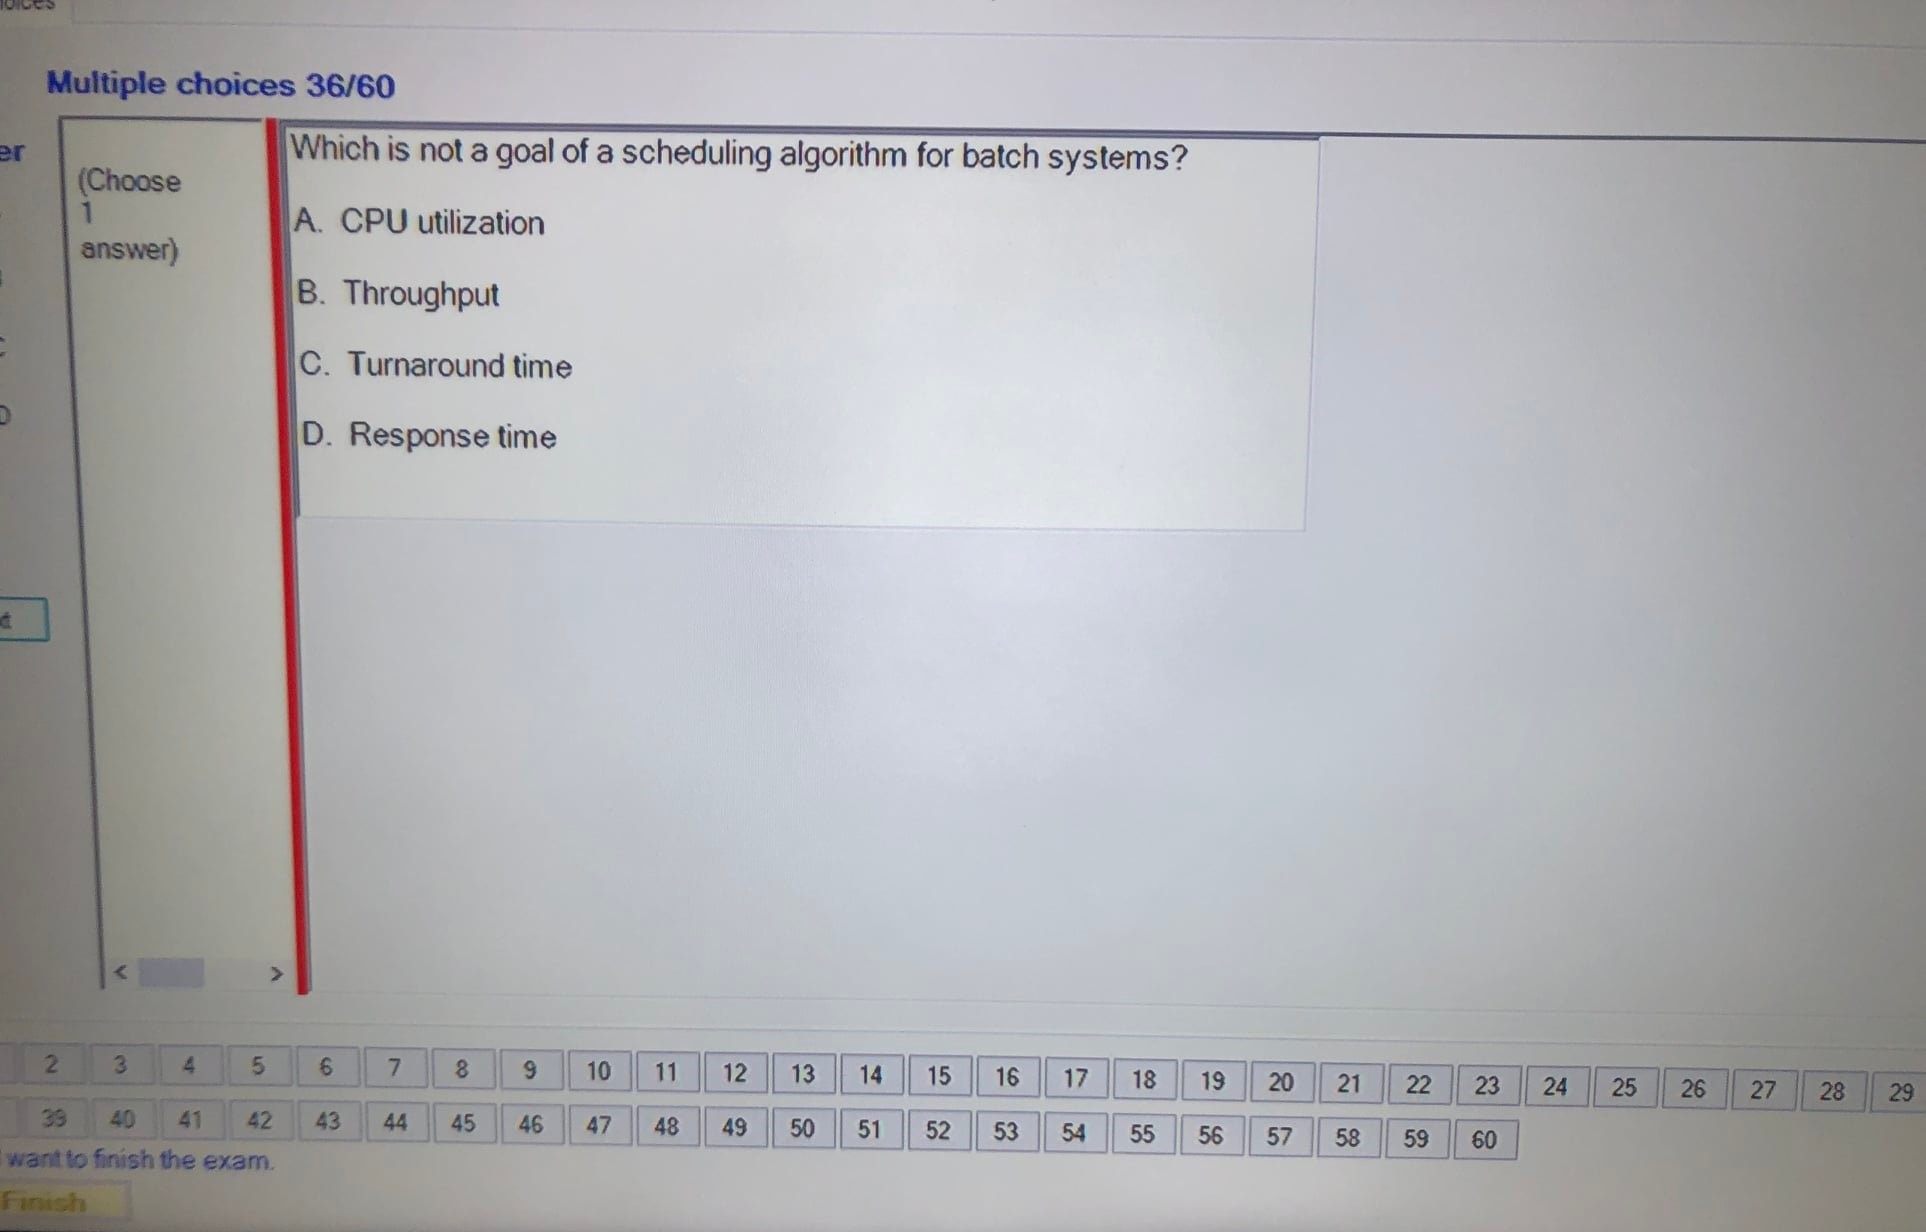 Multiple choices 36/60
(Choose
1
answer)
Which is not a goal of a scheduling algorithm for batch systems?
A. CPU utilization
B. Throughput
C. Turnaround time
D. Response time
< >
2 3 4 5 6 7 8 9 10 11 12 13 14 15 16 17 18 19 20 21 22 23 24 25 26 27 28 29
39 40 41 42 43 44 45 46 47 48 49 50 51 52 53 54 55 56 57 58 59 60
want to finish the exam.
Finish